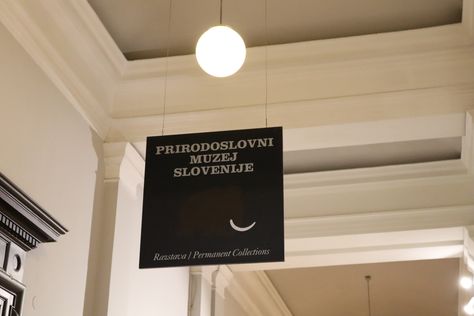 PRIRODOSLOVNI
MUZEJ
SLOVENIJE
Razstava / Permanent Collections